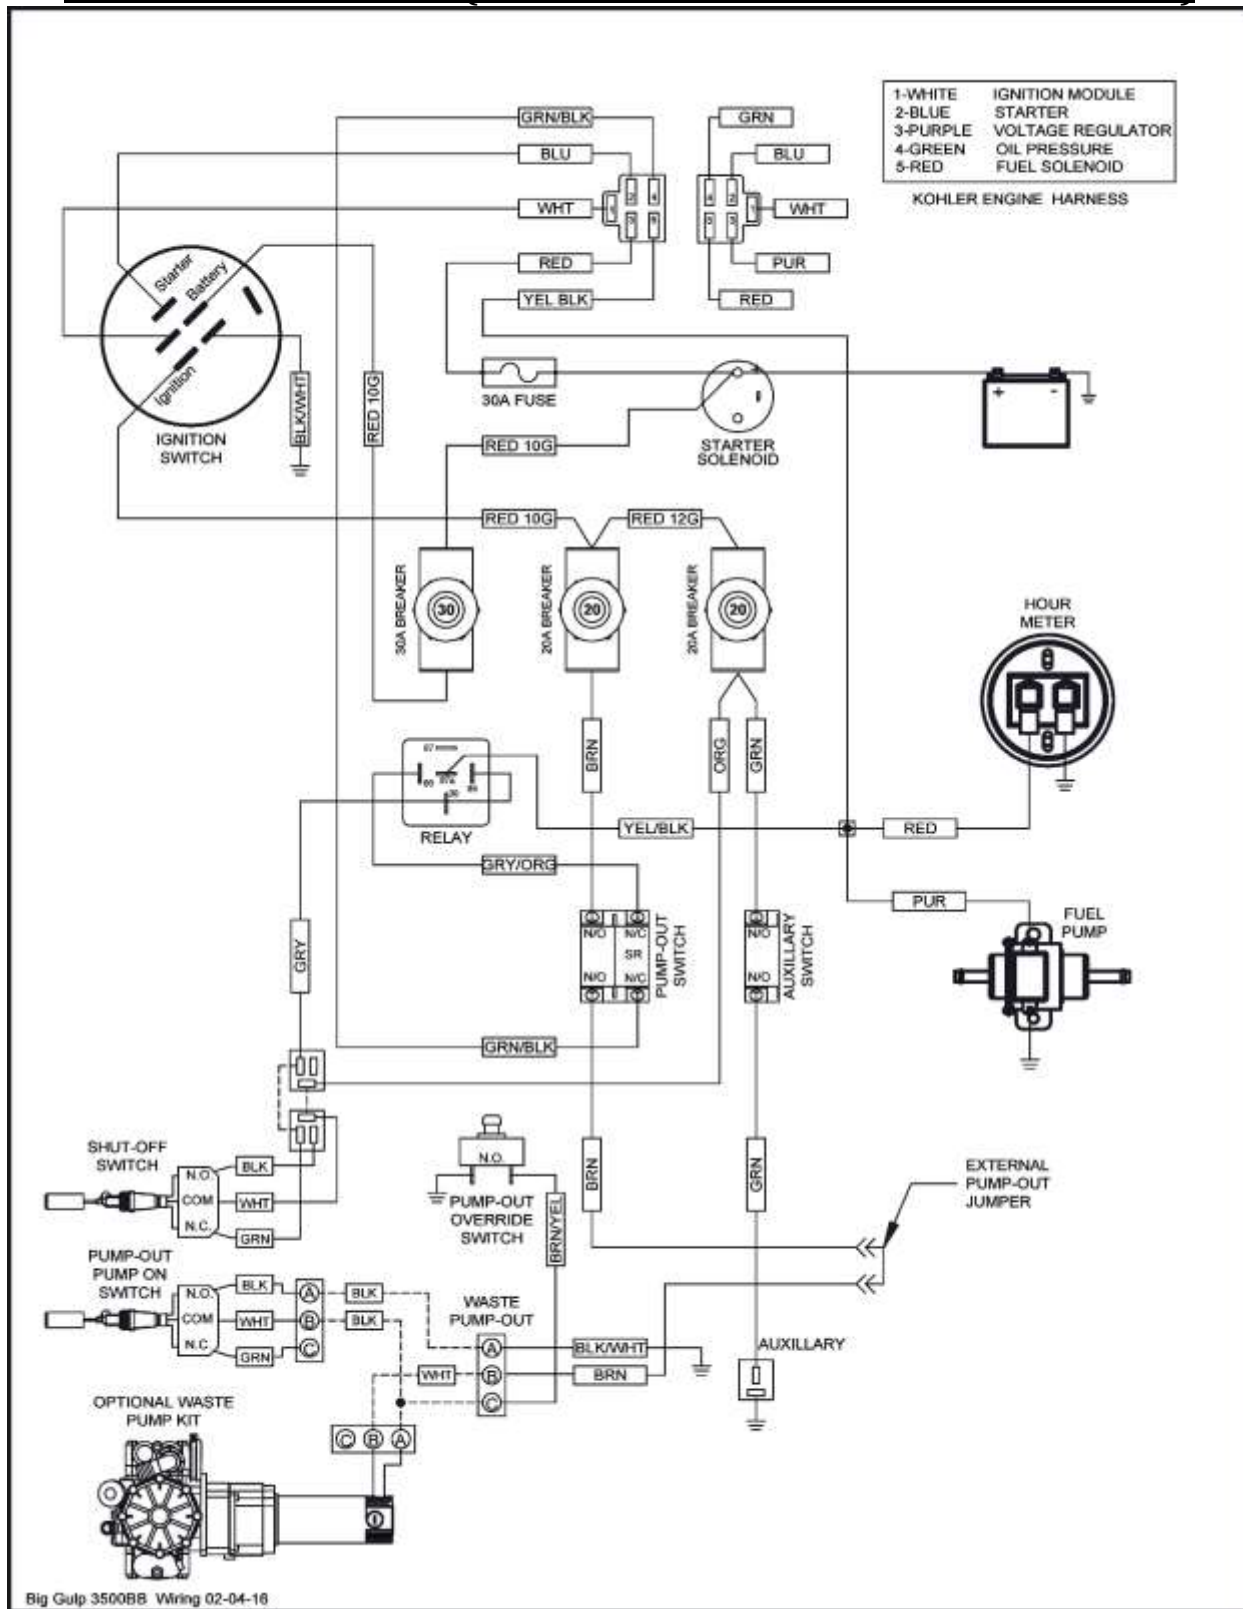 1-WHITE IGNITION MODULE
2-BLUE STARTER
3-PURPLE VOLTAGE REGULATOR
4-GREEN OIL PRESSURE
5-RED FUEL SOLENOID
KOHLER ENGINE HARNESS
GRN/BLK
GRN
BLU
BLU
WHT
WHT
RED
PUR
YEL BLK
RED
Starter
Battery
Ignition
IGNITION
SWITCH
BLK/WHT
RED 10G
30A FUSE
RED 10G
STARTER
SOLENOID
+ -
RED 10G
RED 12G
30A BREAKER
30
20A BREAKER
20
20A BREAKER
20
HOUR
METER
BRN
ORG
GRN
87
86
87A
30
RELAY
YEL/BLK
RED
GRY/ORG
PUR
FUEL
PUMP
GRY
N/O N/C
SR
N/O N/C
PUMP-OUT
SWITCH
N/O
N/O
AUXILLARY
SWITCH
GRN/BLK
SHUT-OFF
SWITCH
N.O.
COM
N.C.
BLK
WHT
GRN
N.O.
PUMP-OUT
OVERRIDE
SWITCH
BRN/YEL
BRN
GRN
EXTERNAL
PUMP-OUT
JUMPER
PUMP-OUT
PUMP ON
SWITCH
N.O.
COM
N.C
BLK
WHT
GRN
A
B
C
BLK
BLK
WASTE
PUMP-OUT
A
B
C
WHT
BLK/WHT
BRN
AUXILLARY
OPTIONAL WASTE
PUMP KIT
C B A
Big Gulp 3500BB Wiring 02-04-16